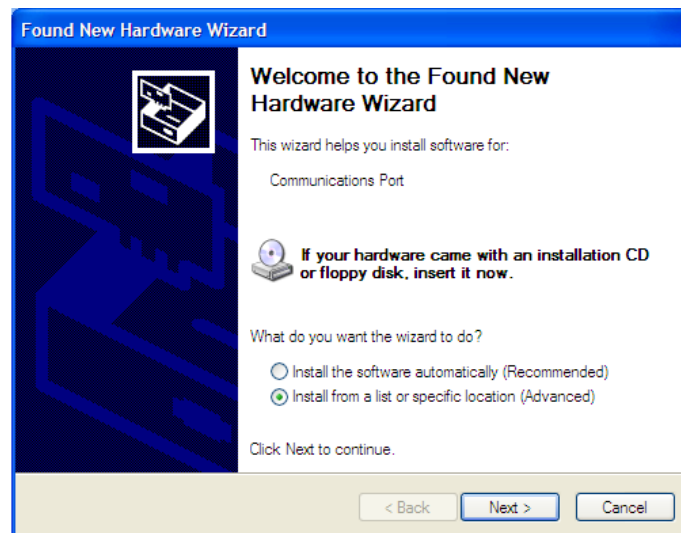 Found New Hardware Wizard
Welcome to the Found New
Hardware Wizard
This wizard helps you install software for:
Communications Port
If your hardware came with an installation CD
or floppy disk, insert it now.
What do you want the wizard to do?
Install the software automatically (Recommended)
Install from a list or specific location (Advanced)
Click Next to continue.
< Back Next > Cancel